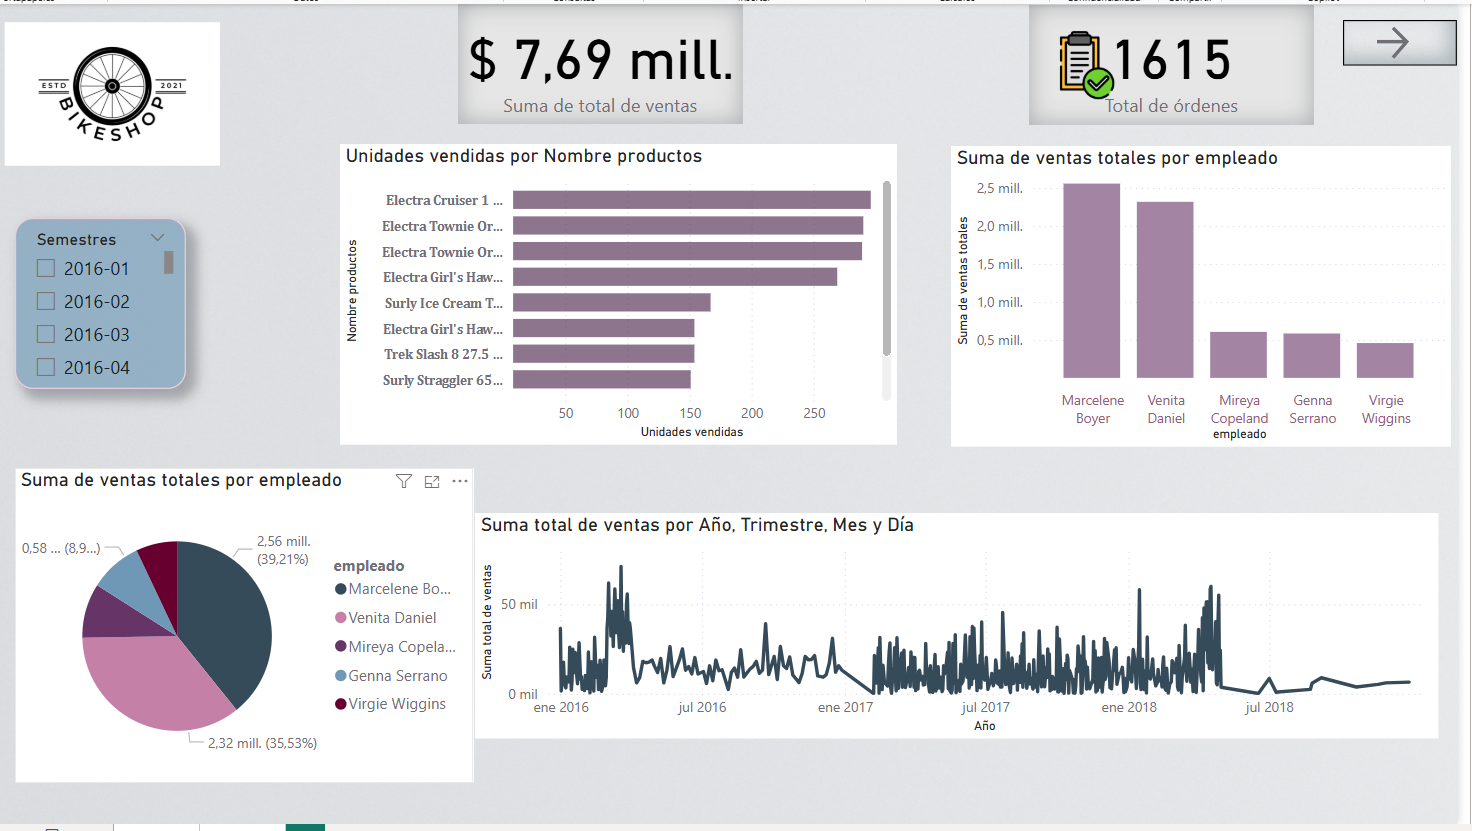 ESTD 2021
BIKESHOP
$ 7,69 mill.
Suma de total de ventas
1615
Total de órdenes
Semestres
2016-01
2016-02
2016-03
2016-04
Unidades vendidas por Nombre productos
Nombre productos
Electra Cruiser 1 ...
Electra Townie Or...
Electra Townie Or...
Electra Girl's Haw...
Surly Ice Cream T...
Electra Girl's Haw...
Trek Slash 8 27.5 ...
Surly Straggler 65...
50 100 150 200 250
Unidades vendidas
Suma de ventas totales por empleado
Suma de ventas totales
2,5 mill.
2,0 mill.
1,5 mill.
1,0 mill.
0,5 mill.
Marcelene Boyer
Venita Daniel
Mireya Copeland
Genna Serrano
Virgie Wiggins
empleado
Suma de ventas totales por empleado
0,58 ... (8,9...)
2,56 mill.
(39,21%)
2,32 mill. (35,53%)
empleado
Marcelene Bo...
Venita Daniel
Mireya Copela...
Genna Serrano
Virgie Wiggins
Suma total de ventas por Año, Trimestre, Mes y Día
Suma total de ventas
50 mil
0 mil
ene 2016 jul 2016 ene 2017 jul 2017 ene 2018 jul 2018
Año